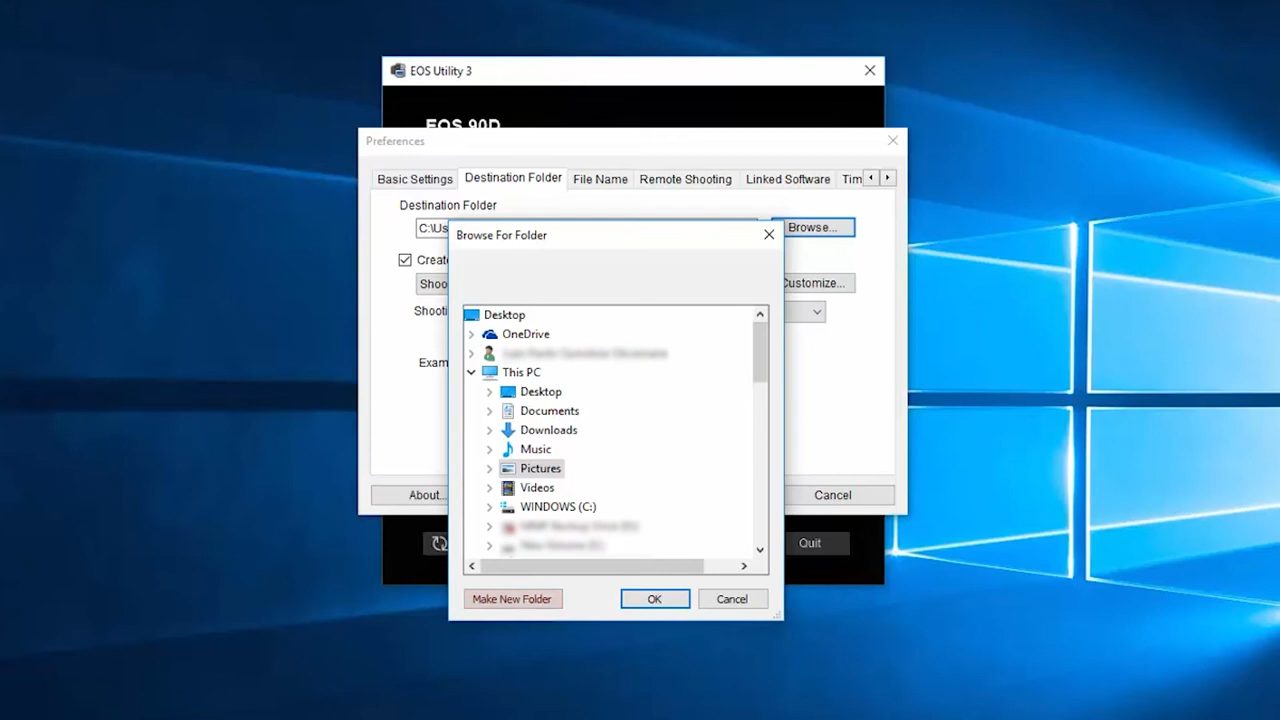 EOS Utility 3
EOS 90D
Preferences
Basic Settings
Destination Folder
File Name
Remote Shooting
Linked Software
Tim
Destination Folder
C:\Us
Browse...
Browse For Folder
Create
Shoo
Customize...
Shooti
Exam
Desktop
OneDrive
This PC
Desktop
Documents
Downloads
Music
Pictures
Videos
WINDOWS (C:)
About...
Cancel
Quit
Make New Folder
OK
Cancel